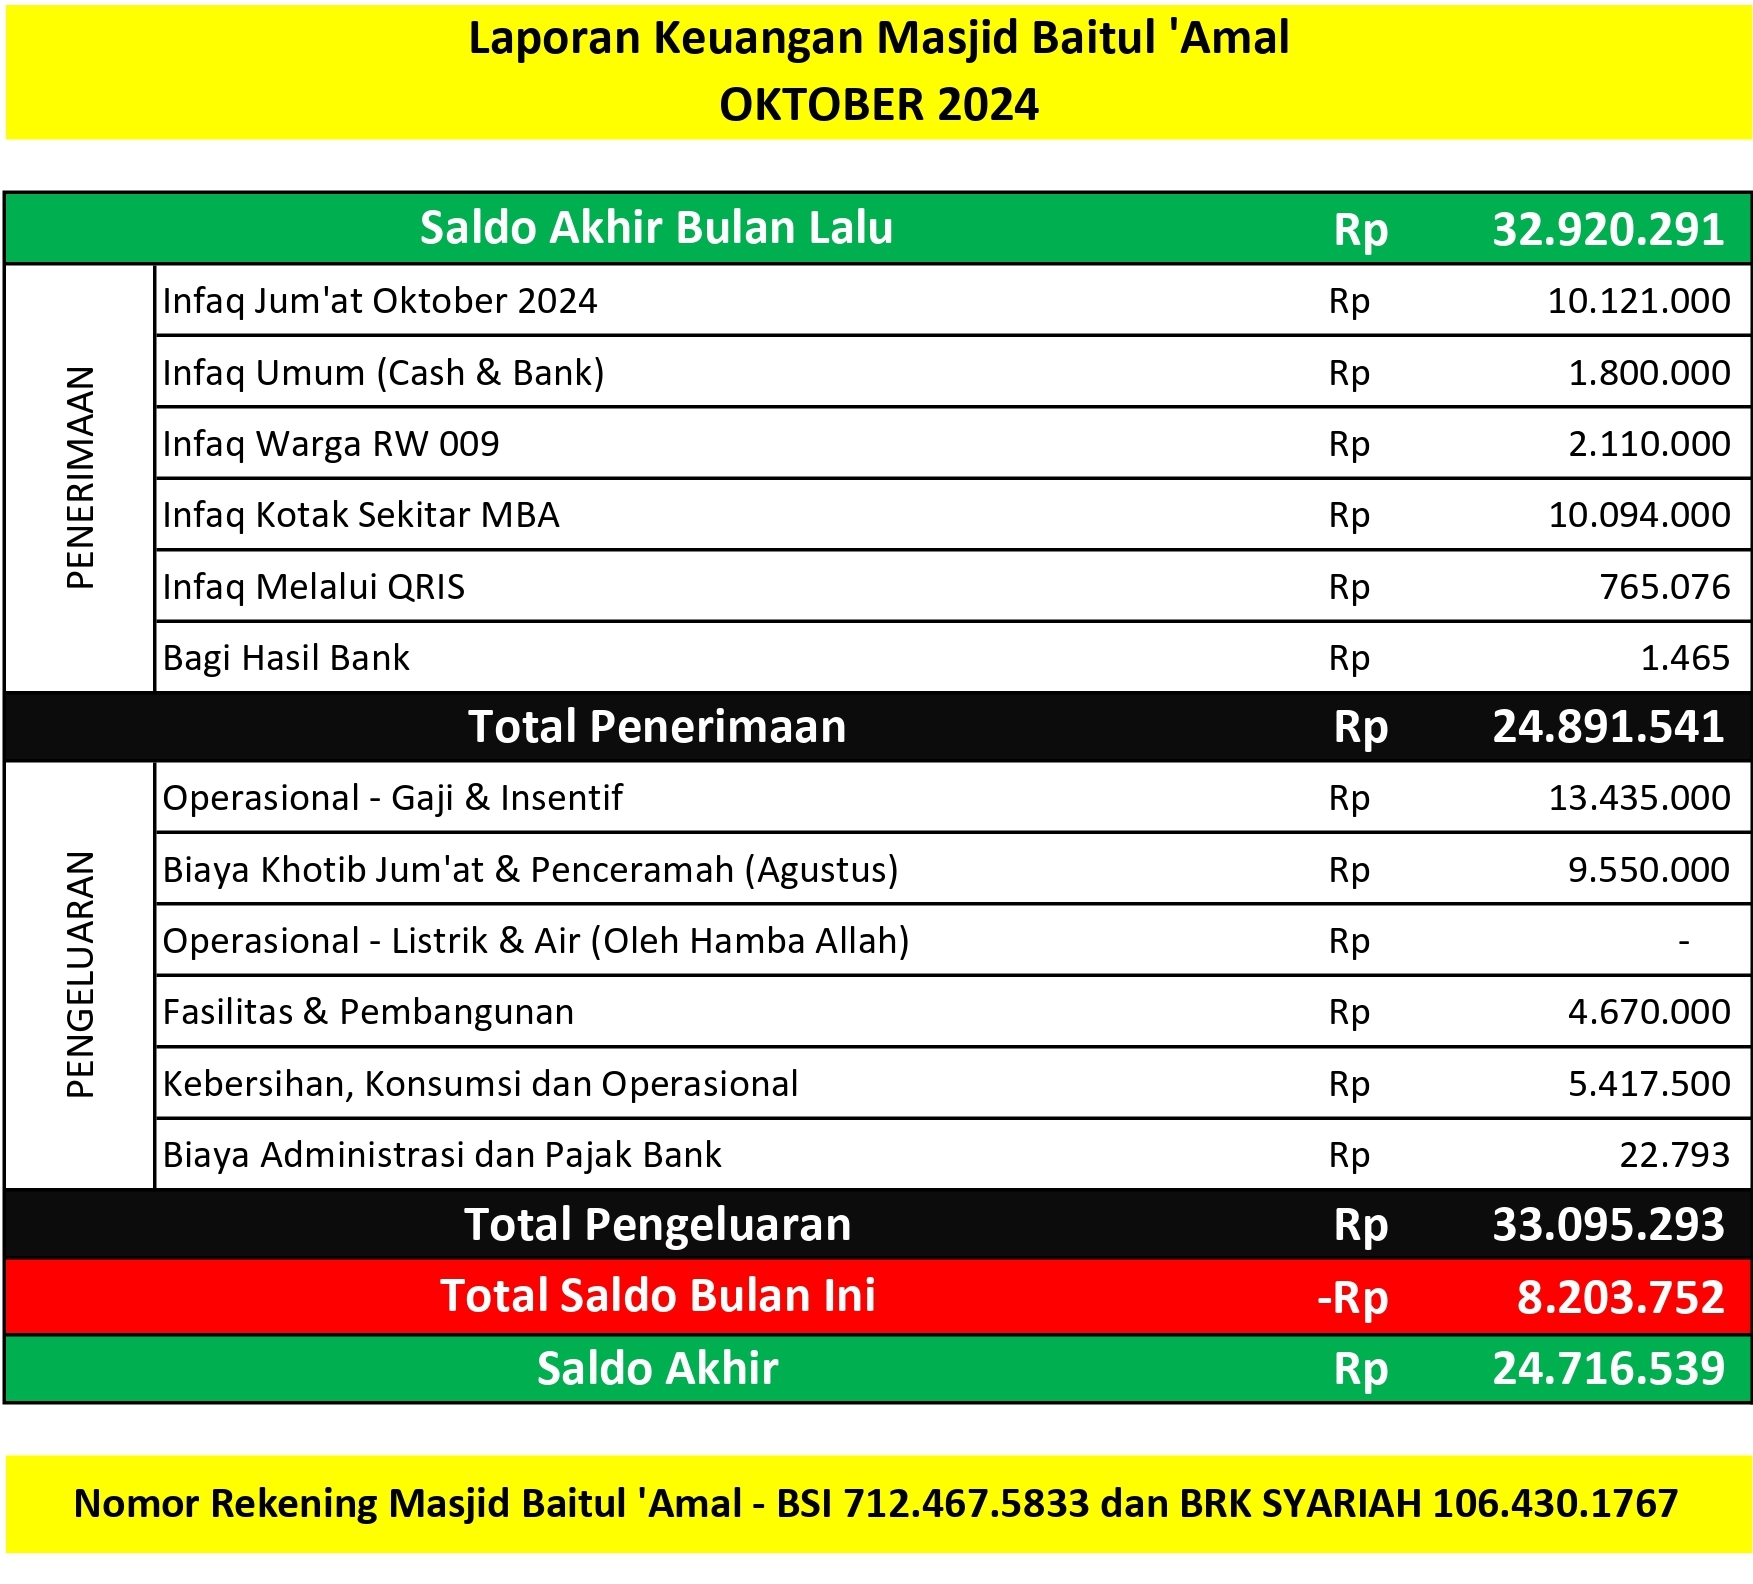 Laporan Keuangan Masjid Baitul 'Amal
OKTOBER 2024
Saldo Akhir Bulan Lalu Rp 32.920.291
PENERIMAAN
Infaq Jum'at Oktober 2024 Rp 10.121.000
Infaq Umum (Cash & Bank) Rp 1.800.000
Infaq Warga RW 009 Rp 2.110.000
Infaq Kotak Sekitar MBA Rp 10.094.000
Infaq Melalui QRIS Rp 765.076
Bagi Hasil Bank Rp 1.465
Total Penerimaan Rp 24.891.541
PENGELUARAN
Operasional - Gaji & Insentif Rp 13.435.000
Biaya Khotib Jum'at & Penceramah (Agustus) Rp 9.550.000
Operasional - Listrik & Air (Oleh Hamba Allah) Rp -
Fasilitas & Pembangunan Rp 4.670.000
Kebersihan, Konsumsi dan Operasional Rp 5.417.500
Biaya Administrasi dan Pajak Bank Rp 22.793
Total Pengeluaran Rp 33.095.293
Total Saldo Bulan Ini -Rp 8.203.752
Saldo Akhir Rp 24.716.539
Nomor Rekening Masjid Baitul 'Amal - BSI 712.467.5833 dan BRK SYARIAH 106.430.1767